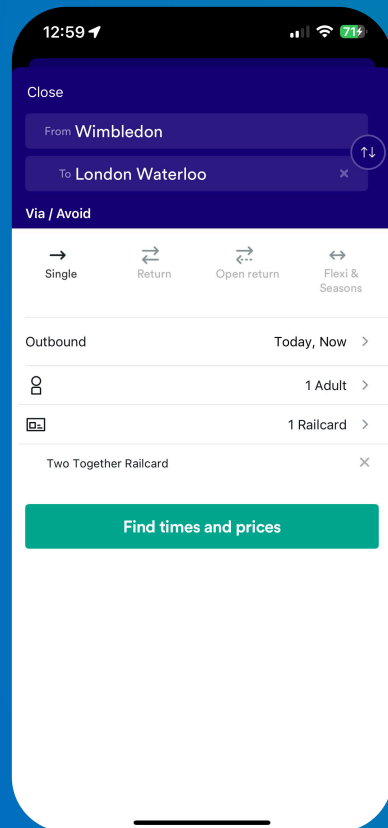 12:59
71
Close
From Wimbledon
To London Waterloo
Via / Avoid
Single
Return
Open return
Flexi &
Seasons
Outbound
Today, Now
1 Adult
1 Railcard
Two Together Railcard
Find times and prices